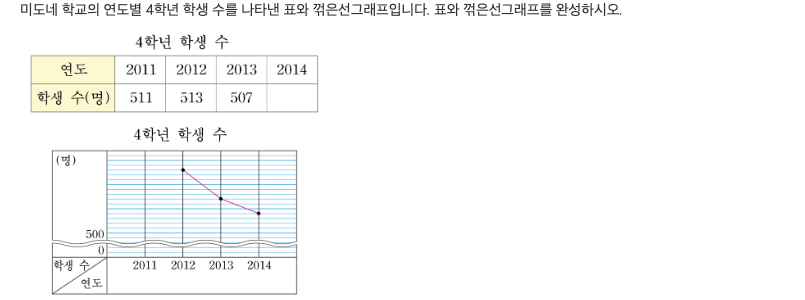 미도네 학교의 연도별 4학년 학생 수를 나타낸 표와 꺾은선그래프입니다. 표와 꺾은선그래프를 완성하시오.
4학년 학생 수
연도 2011 2012 2013 2014
학생 수(명) 511 513 507
4학년 학생 수
(명)
500
0
학생 수 2011 2012 2013 2014
연도